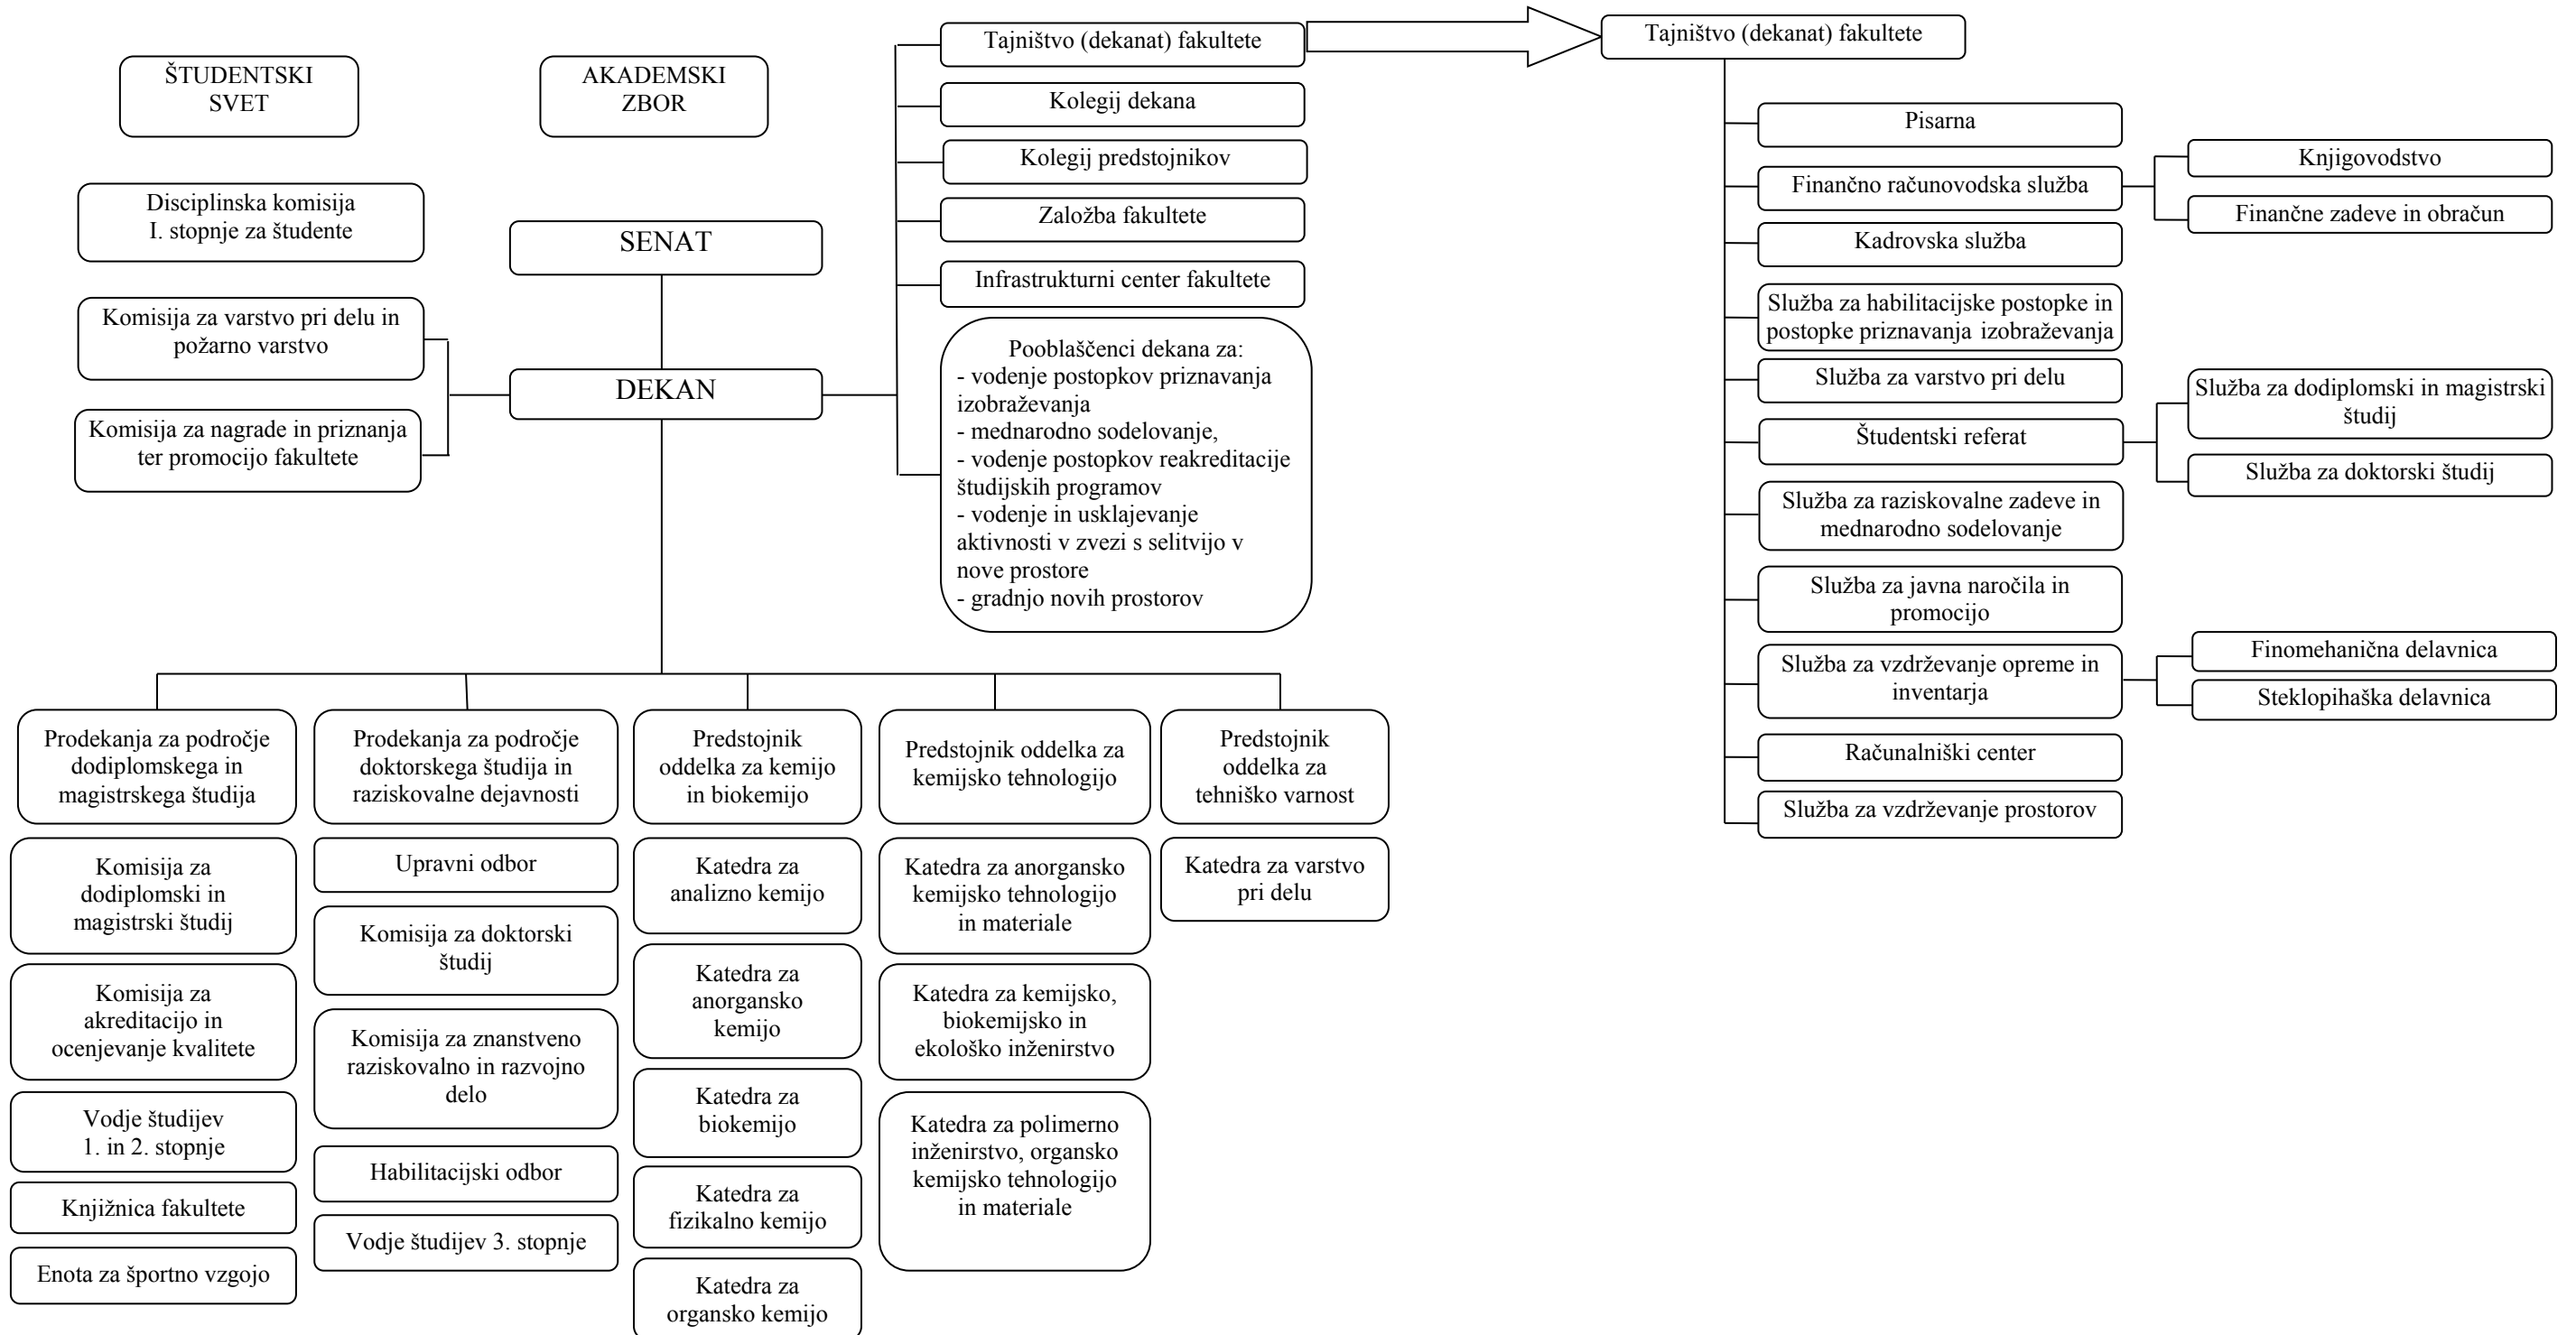 ŠTUDENTSKI
SVET
AKADEMSKI
ZBOR
Disciplinska komisija
I. stopnje za študente
SENAT
Komisija za varstvo pri delu in
požarno varstvo
DEKAN
Komisija za nagrade in priznanja
ter promocijo fakultete
Tajništvo (dekanat) fakultete
Kolegij dekana
Kolegij predstojnikov
Založba fakultete
Infrastrukturni center fakultete
Pooblaščenci dekana za:
- vodenje postopkov priznavanja
izobraževanja
- mednarodno sodelovanje,
- vodenje postopkov reakreditacije
študijskih programov
- vodenje in usklajevanje
aktivnosti v zvezi s selitvijo v
nove prostore
- gradnjo novih prostorov
Tajništvo (dekanat) fakultete
Pisarna
Finančno računovodska služba
Knjigovodstvo
Finančne zadeve in obračun
Kadrovska služba
Služba za habilitacijske postopke in
postopke priznavanja izobraževanja
Služba za varstvo pri delu
Študentski referat
Služba za dodiplomski in magistrski
študij
Služba za doktorski študij
Služba za raziskovalne zadeve in
mednarodno sodelovanje
Služba za javna naročila in
promocijo
Služba za vzdrževanje opreme in
inventarja
Finomehanična delavnica
Steklopihaška delavnica
Računalniški center
Služba za vzdrževanje prostorov
Prodekanja za področje
dodiplomskega in
magistrskega študija
Komisija za
dodiplomski in
magistrski študij
Komisija za
akreditacijo in
ocenjevanje kvalitete
Vodje študijev
1. in 2. stopnje
Knjižnica fakultete
Enota za športno vzgojo
Prodekanja za področje
doktorskega študija in
raziskovalne dejavnosti
Upravni odbor
Komisija za doktorski
študij
Komisija za znanstveno
raziskovalno in razvojno
delo
Habilitacijski odbor
Vodje študijev 3. stopnje
Predstojnik
oddelka za kemijo
in biokemijo
Katedra za
analizno kemijo
Katedra za
anorgansko
kemijo
Katedra za
biokemijo
Katedra za
fizikalno kemijo
Katedra za
organsko kemijo
Predstojnik oddelka za
kemijsko tehnologijo
Katedra za anorgansko
kemijsko tehnologijo
in materiale
Katedra za kemijsko,
biokemijsko in
ekološko inženirstvo
Katedra za polimerno
inženirstvo, organsko
kemijsko tehnologijo
in materiale
Predstojnik
oddelka za
tehniško varnost
Katedra za varstvo
pri delu